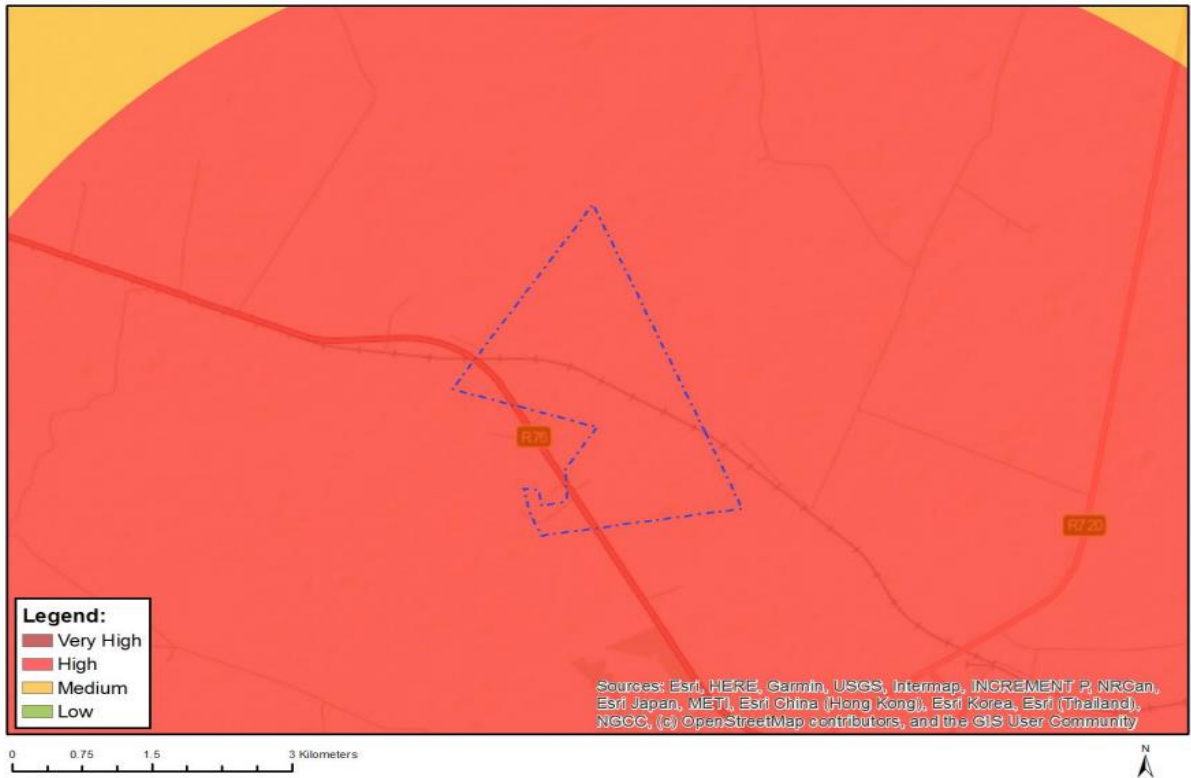 R76
R720
Legend:
Very High
High
Medium
Low
Sources: Esri, HERE, Garmin, USGS, Intermap, INCREMENT P, NRCan,
Esri Japan, METI, Esri China (Hong Kong), Esri Korea, Esri (Thailand),
NGCC, (c) OpenStreetMap contributors, and the GIS User Community
0 0.75 1.5 3 Kilometers
N